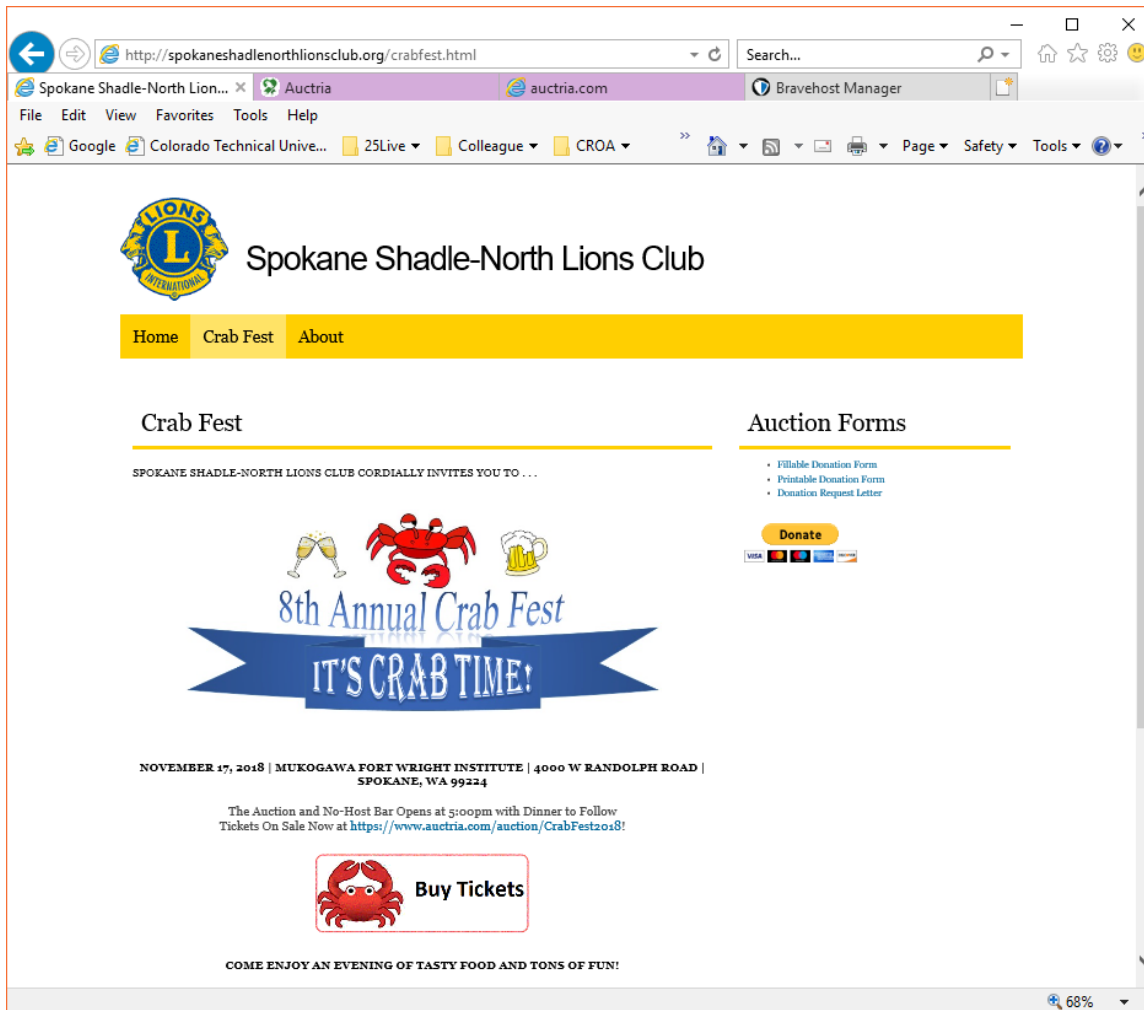 http://spokaneshadlenorthlionsclub.org/crabfest.html
Search...
Spokane Shadle-North Lion...
Auctria
auctria.com
Bravehost Manager
File Edit View Favorites Tools Help
Google Colorado Technical Unive... 25Live Colleague CROA Page Safety Tools
LIONS
L
INTERNATIONAL
Spokane Shadle-North Lions Club
Home Crab Fest About
Crab Fest
SPOKANE SHADLE-NORTH LIONS CLUB CORDIALLY INVITES YOU TO . . .
8th Annual Crab Fest
IT'S CRAB TIME!
NOVEMBER 17, 2018 | MUKOGAWA FORT WRIGHT INSTITUTE | 4000 W RANDOLPH ROAD |
SPOKANE, WA 99224
The Auction and No-Host Bar Opens at 5:00pm with Dinner to Follow
Tickets On Sale Now at https://www.auctria.com/auction/CrabFest2018!
Buy Tickets
COME ENJOY AN EVENING OF TASTY FOOD AND TONS OF FUN!
Auction Forms
Fillable Donation Form
Printable Donation Form
Donation Request Letter
Donate
VISA
68%